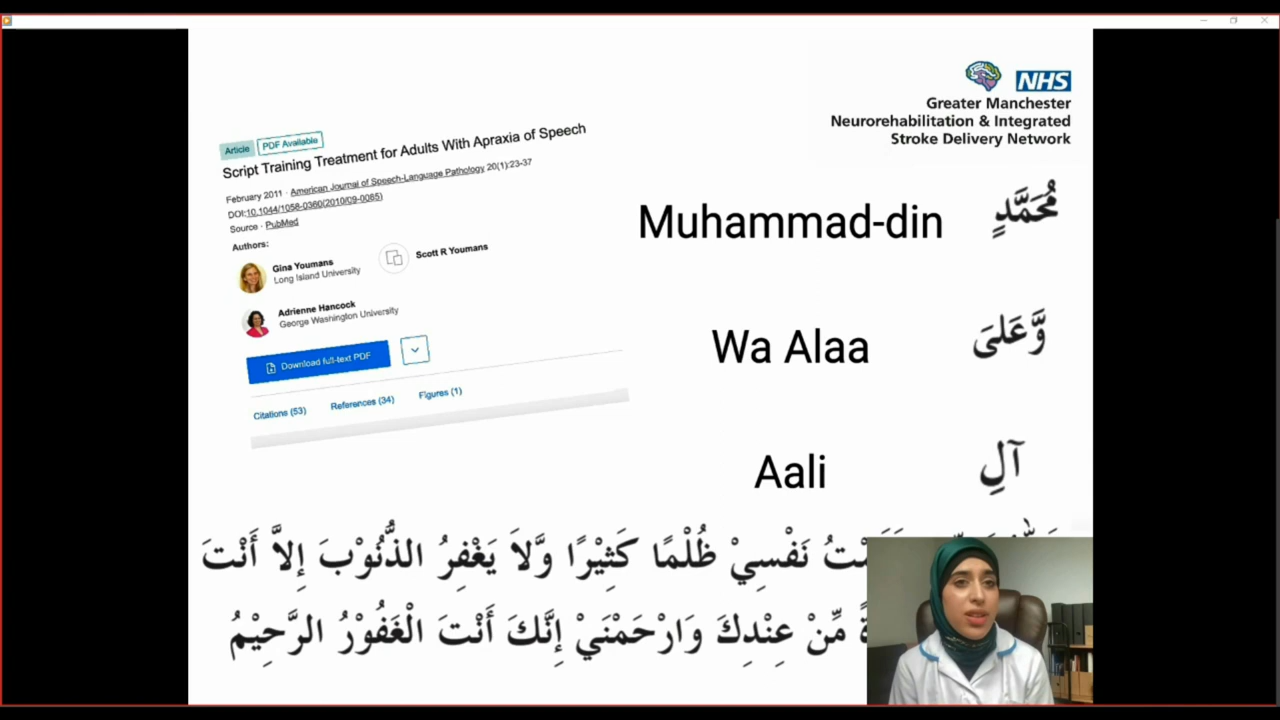 NHS
Greater Manchester
Neurorehabilitation & Integrated
Stroke Delivery Network
Article PDF Available
Script Training Treatment for Adults With Apraxia of Speech
February 2011 · American Journal of Speech-Language Pathology 20(1):23-37
DOI:10.1044/1058-0360(2010/09-0085)
Source · PubMed
Authors:
Gina Youmans
Long Island University
Scott R Youmans
Adrienne Hancock
George Washington University
Download full-text PDF
Citations (53) References (34) Figures (1)
Muhammad-din مُحَمَّدٍ
Wa Alaa وَّعَلىَ
Aali آلِ
نَفْسِيْ ظُلْمًا كَثِيْرًا وَّلاَ يَغْفِرُ الذُّنُوْبَ إِلاَّ أَنْتَ
مِّنْ عِنْدِكَ وَارْحَمْنَيْ إِنَّكَ أَنْتَ الْغَفُوْرُ الرَّحِيْمُ